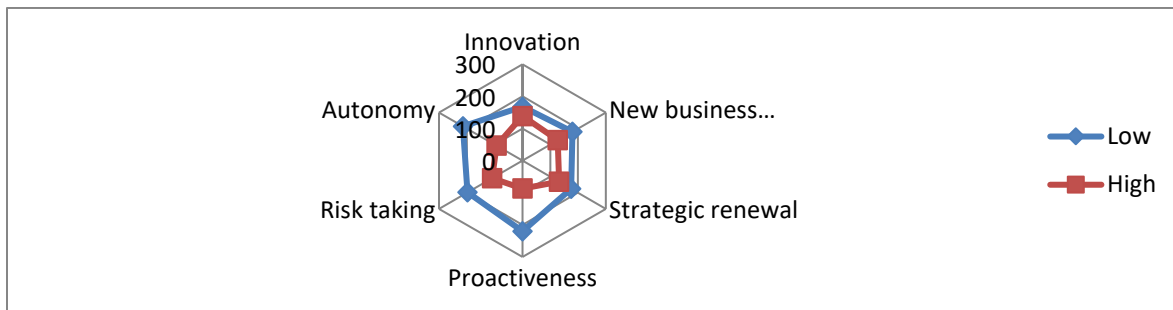 Innovation
300
200
100
0
New business...
Strategic renewal
Proactiveness
Risk taking
Autonomy
Low
High